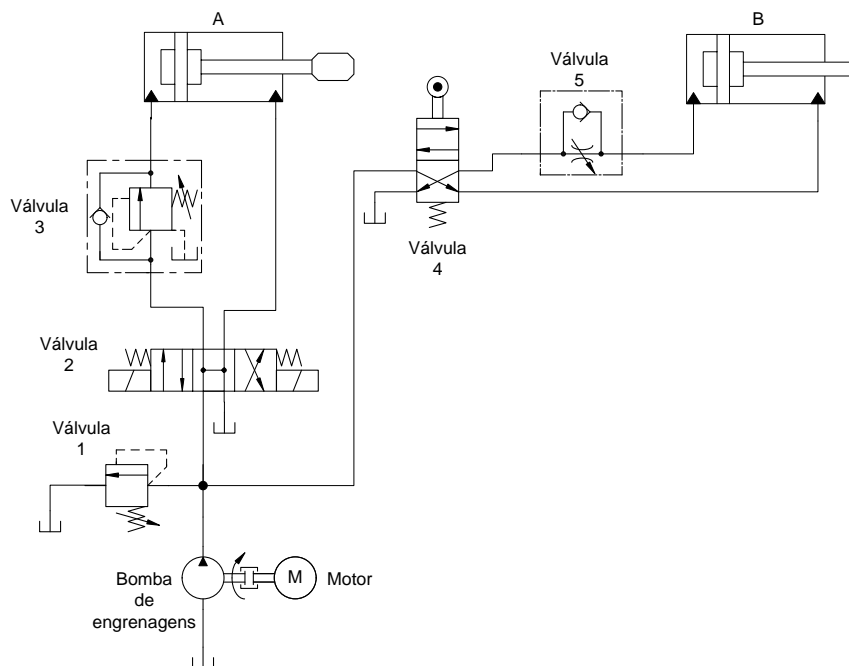 A
B
Válvula
5
Válvula
3
Válvula
4
Válvula
2
Válvula
1
M
Motor
Bomba
de
engrenagens